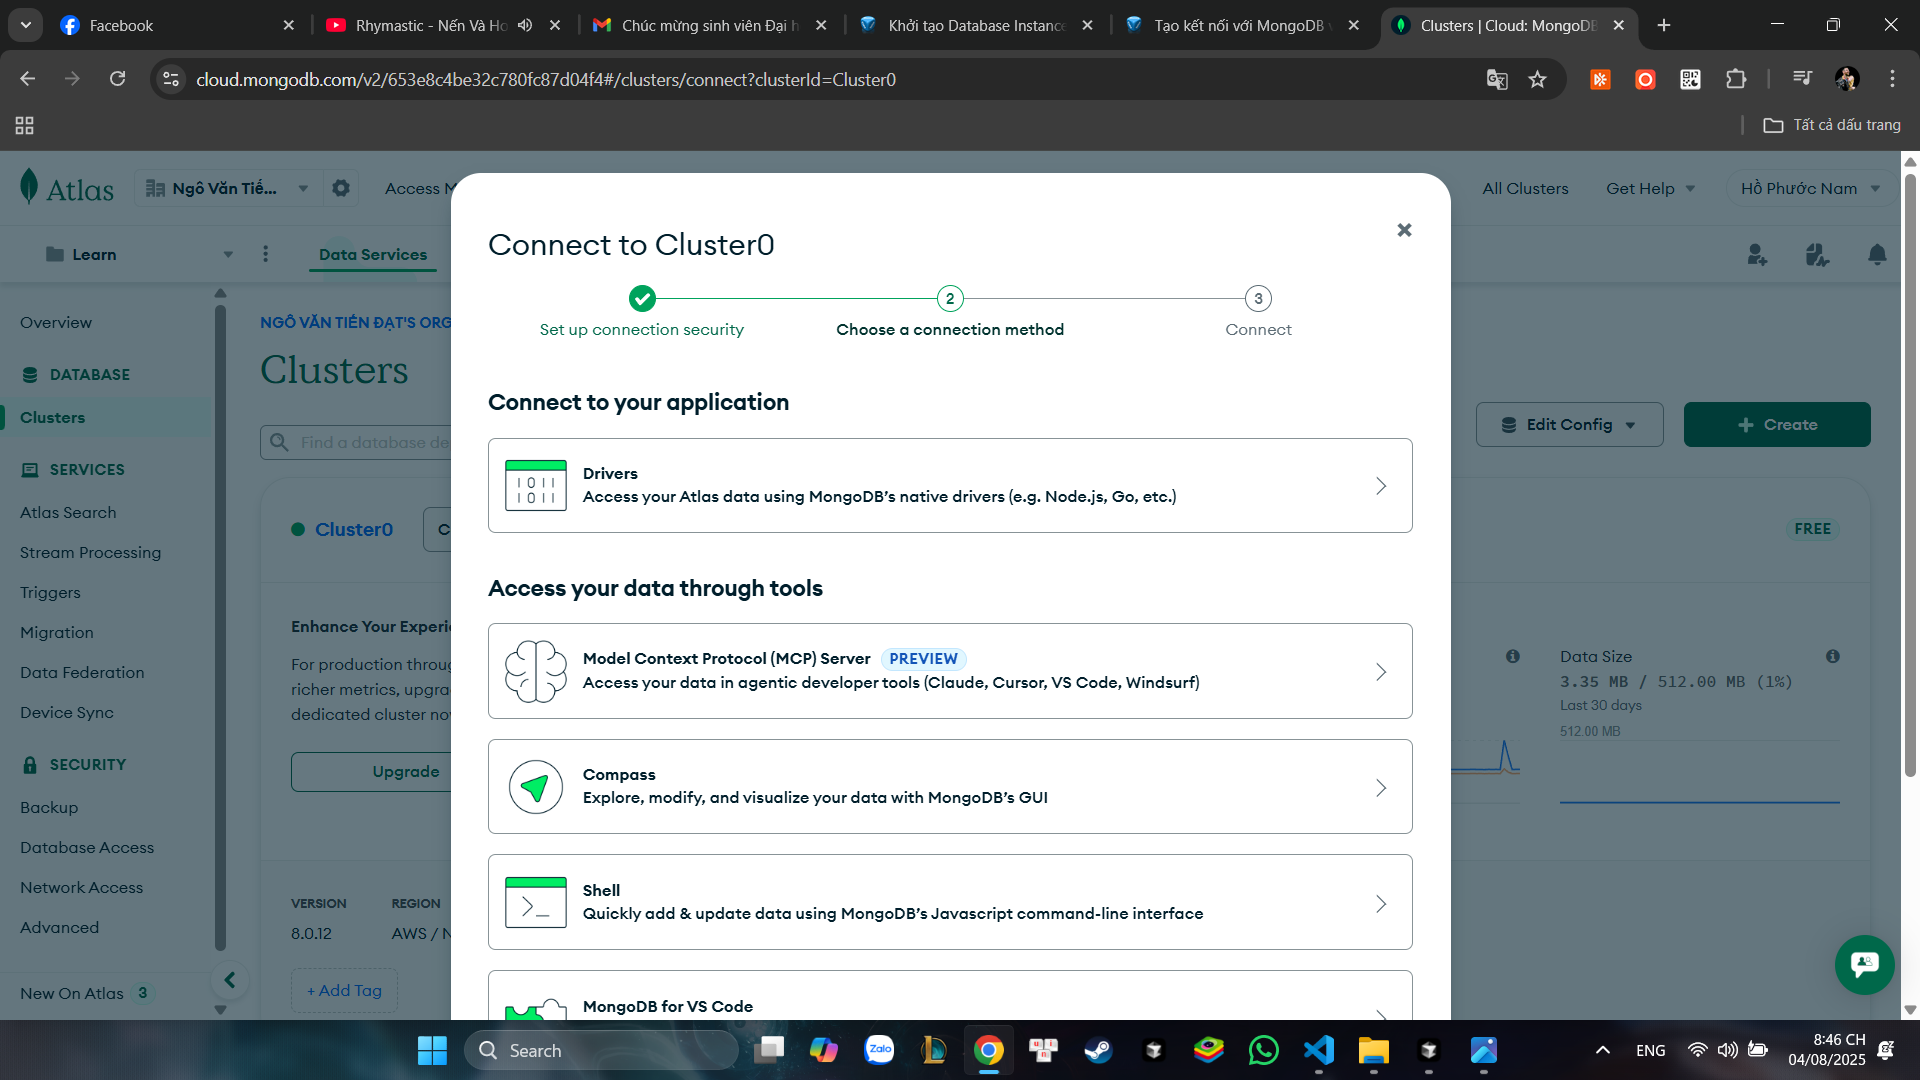 Facebook
Rhymastic - Nến Và Ho
Chúc mừng sinh viên Đại h
Khởi tạo Database Instance
Tạo kết nối với MongoDB v
Clusters | Cloud: MongoDB
cloud.mongodb.com/v2/653e8c4be32c780fc87d04f4#/clusters/connect?clusterId=Cluster0
Tất cả dấu trang
Atlas
Ngô Văn Tiế...
Access M
All Clusters
Get Help
Hồ Phước Nam
Learn
Data Services
Overview
DATABASE
Clusters
SERVICES
Atlas Search
Stream Processing
Triggers
Migration
Data Federation
Device Sync
SECURITY
Backup
Database Access
Network Access
Advanced
New On Atlas 3
NGÔ VĂN TIẾN ĐẠT'S ORG
Clusters
Find a database de
Edit Config
+ Create
Cluster0
C
FREE
Enhance Your Experie
For production throug
richer metrics, upgra
dedicated cluster no
Upgrade
VERSION
8.0.12
REGION
AWS / N
+ Add Tag
Data Size
3.35 MB / 512.00 MB (1%)
Last 30 days
512.00 MB
Connect to Cluster0
2
3
Set up connection security
Choose a connection method
Connect
Connect to your application
Drivers
Access your Atlas data using MongoDB’s native drivers (e.g. Node.js, Go, etc.)
Access your data through tools
Model Context Protocol (MCP) Server PREVIEW
Access your data in agentic developer tools (Claude, Cursor, VS Code, Windsurf)
Compass
Explore, modify, and visualize your data with MongoDB’s GUI
Shell
Quickly add & update data using MongoDB’s Javascript command-line interface
MongoDB for VS Code
Search
Zalo
ENG
8:46 CH
04/08/2025